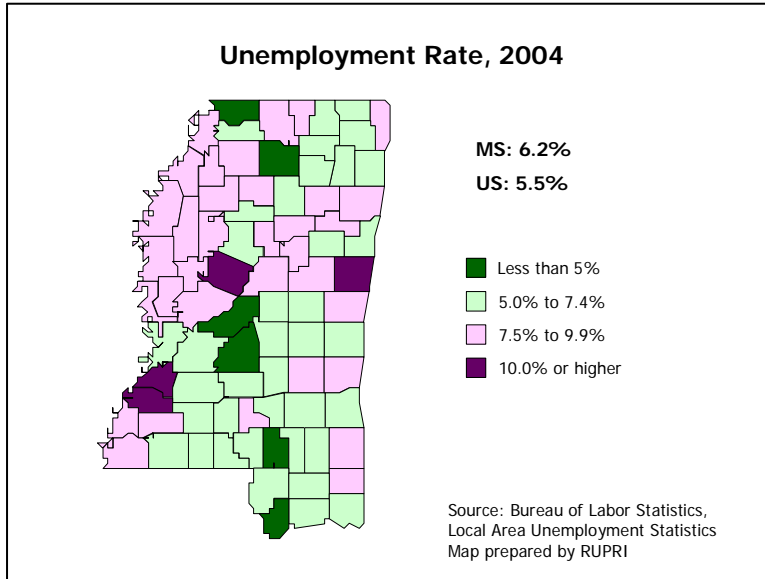 Unemployment Rate, 2004
MS: 6.2%
US: 5.5%
Less than 5%
5.0% to 7.4%
7.5% to 9.9%
10.0% or higher
Source: Bureau of Labor Statistics,
Local Area Unemployment Statistics
Map prepared by RUPRI